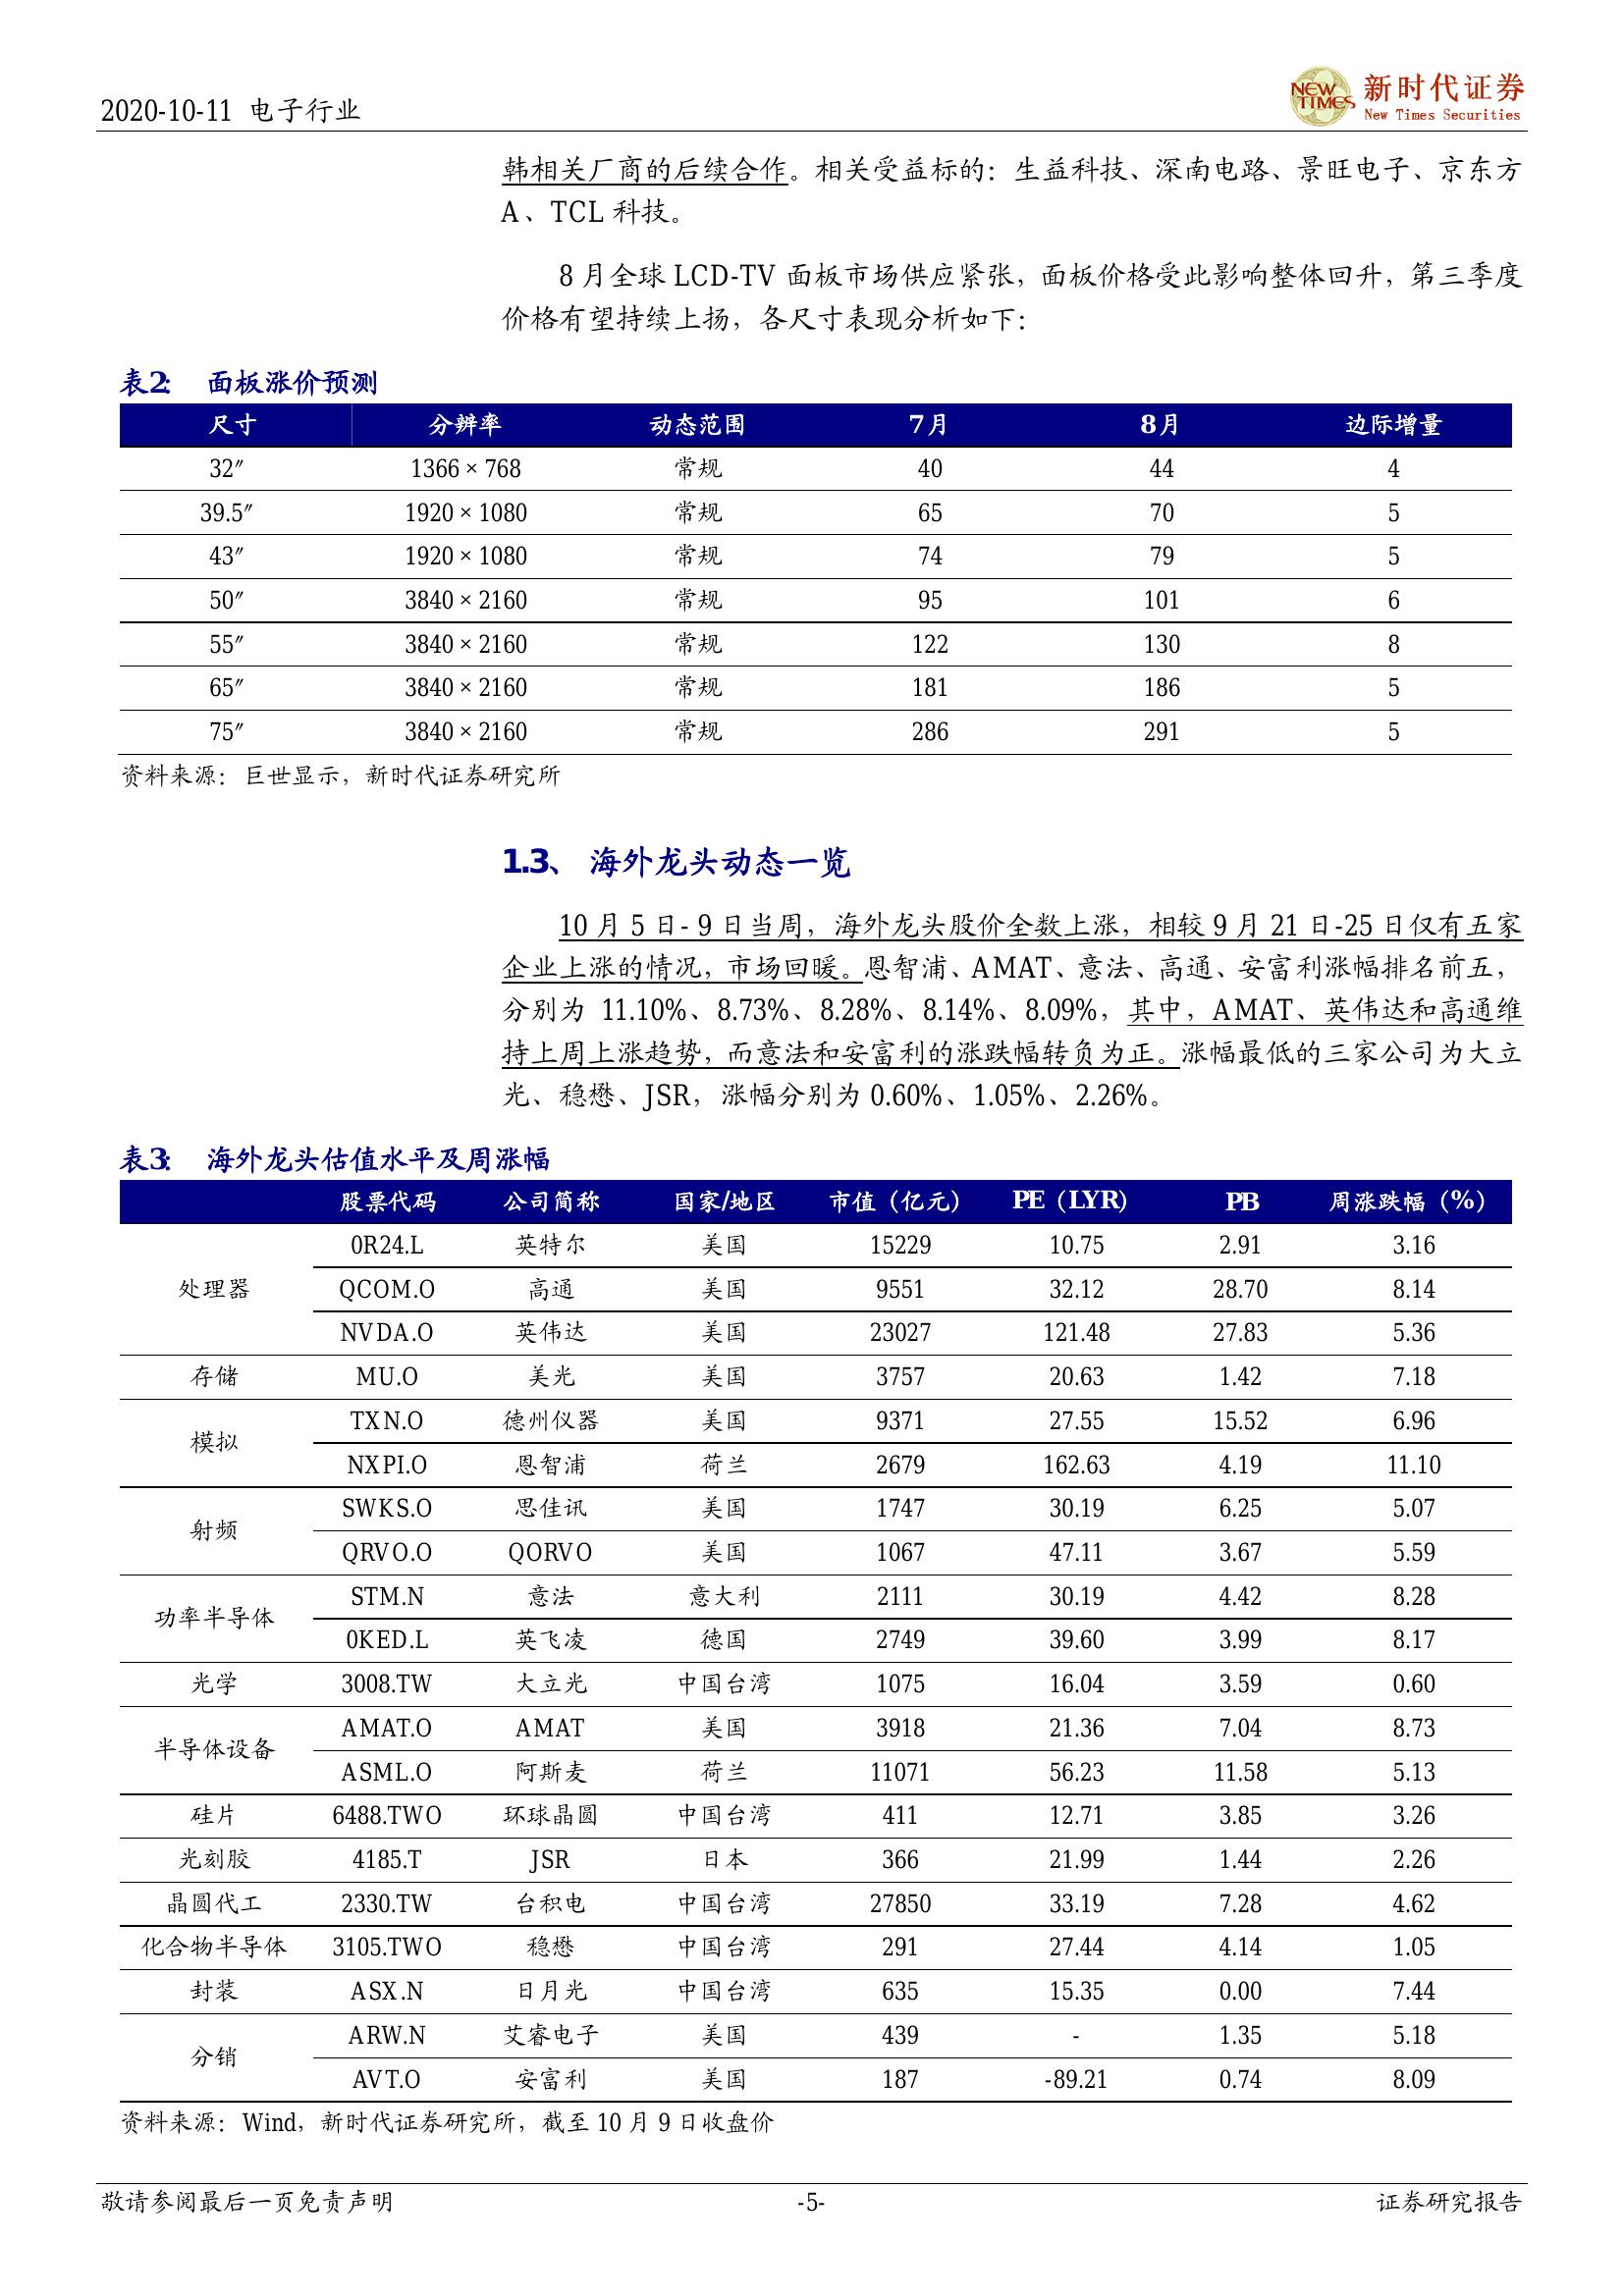 2020-10-11 电子行业
NEW TIMES 新时代证券
New Times Securities
韩相关厂商的后续合作。相关受益标的：生益科技、深南电路、景旺电子、京东方
A、TCL 科技。
8 月全球 LCD-TV 面板市场供应紧张，面板价格受此影响整体回升，第三季度
价格有望持续上扬，各尺寸表现分析如下：
表2： 面板涨价预测
尺寸 分辨率 动态范围 7月 8月 边际增量
32″ 1366 × 768 常规 40 44 4
39.5″ 1920 × 1080 常规 65 70 5
43″ 1920 × 1080 常规 74 79 5
50″ 3840 × 2160 常规 95 101 6
55″ 3840 × 2160 常规 122 130 8
65″ 3840 × 2160 常规 181 186 5
75″ 3840 × 2160 常规 286 291 5
资料来源：巨世显示，新时代证券研究所
1.3、 海外龙头动态一览
10 月 5 日- 9 日当周，海外龙头股价全数上涨，相较 9 月 21 日-25 日仅有五家
企业上涨的情况，市场回暖。恩智浦、AMAT、意法、高通、安富利涨幅排名前五，
分别为 11.10%、8.73%、8.28%、8.14%、8.09%，其中，AMAT、英伟达和高通维
持上周上涨趋势，而意法和安富利的涨跌幅转负为正。涨幅最低的三家公司为大立
光、稳懋、JSR，涨幅分别为 0.60%、1.05%、2.26%。
表3： 海外龙头估值水平及周涨幅
股票代码 公司简称 国家/地区 市值（亿元） PE（LYR） PB 周涨跌幅（%）
处理器 0R24.L 英特尔 美国 15229 10.75 2.91 3.16
QCOM.O 高通 美国 9551 32.12 28.70 8.14
NVDA.O 英伟达 美国 23027 121.48 27.83 5.36
存储 MU.O 美光 美国 3757 20.63 1.42 7.18
模拟 TXN.O 德州仪器 美国 9371 27.55 15.52 6.96
NXPI.O 恩智浦 荷兰 2679 162.63 4.19 11.10
射频 SWKS.O 思佳讯 美国 1747 30.19 6.25 5.07
QRVO.O QORVO 美国 1067 47.11 3.67 5.59
功率半导体 STM.N 意法 意大利 2111 30.19 4.42 8.28
0KED.L 英飞凌 德国 2749 39.60 3.99 8.17
光学 3008.TW 大立光 中国台湾 1075 16.04 3.59 0.60
半导体设备 AMAT.O AMAT 美国 3918 21.36 7.04 8.73
ASML.O 阿斯麦 荷兰 11071 56.23 11.58 5.13
硅片 6488.TWO 环球晶圆 中国台湾 411 12.71 3.85 3.26
光刻胶 4185.T JSR 日本 366 21.99 1.44 2.26
晶圆代工 2330.TW 台积电 中国台湾 27850 33.19 7.28 4.62
化合物半导体 3105.TWO 稳懋 中国台湾 291 27.44 4.14 1.05
封装 ASX.N 日月光 中国台湾 635 15.35 0.00 7.44
分销 ARW.N 艾睿电子 美国 439 - 1.35 5.18
AVT.O 安富利 美国 187 -89.21 0.74 8.09
资料来源：Wind，新时代证券研究所，截至 10 月 9 日收盘价
敬请参阅最后一页免责声明 -5- 证券研究报告